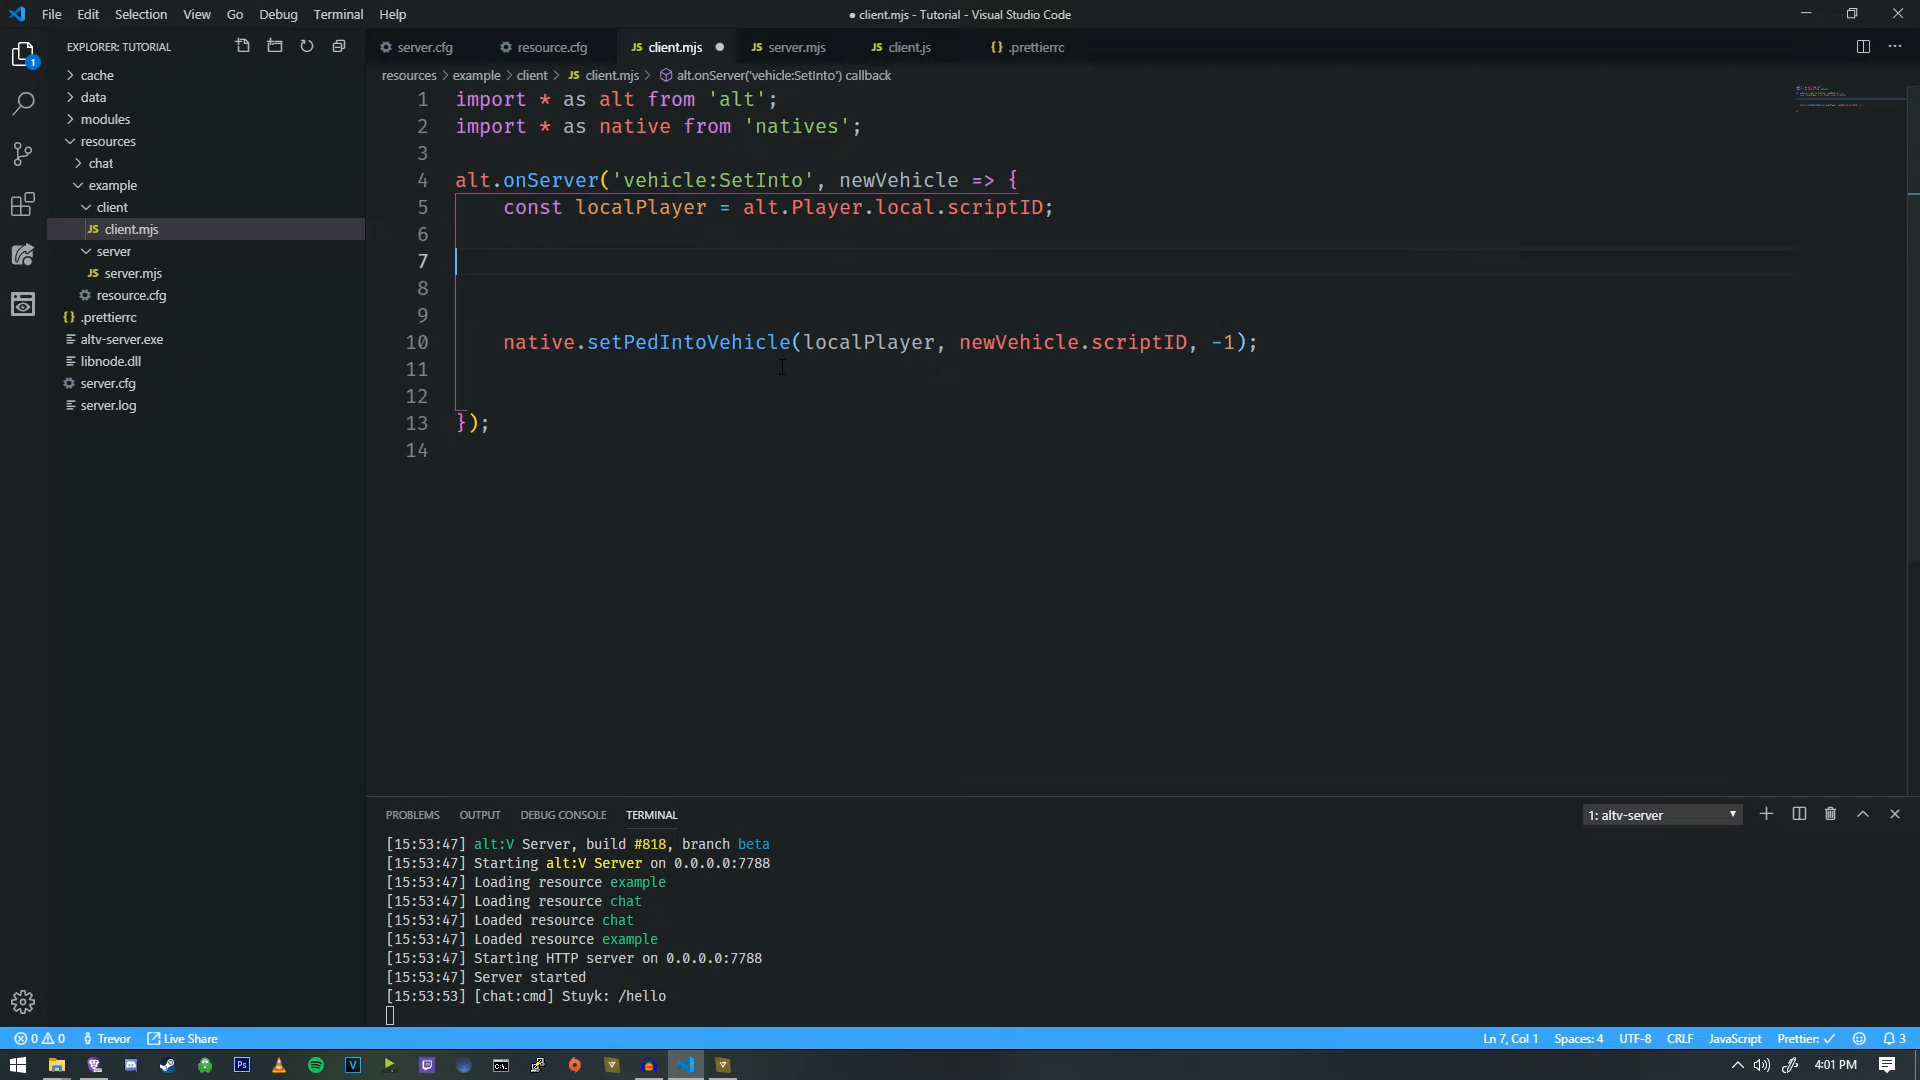 File Edit Selection View Go Debug Terminal Help
● client.mjs - Tutorial - Visual Studio Code
EXPLORER: TUTORIAL
server.cfg
resource.cfg
JS client.mjs ●
JS server.mjs
JS client.js
{} .prettierrc
resources > example > client > JS client.mjs > alt.onServer('vehicle:SetInto') callback
1
cache
data
modules
resources
chat
example
client
JS client.mjs
server
JS server.mjs
resource.cfg
{} .prettierrc
altv-server.exe
libnode.dll
server.cfg
server.log
1 import * as alt from 'alt';
2 import * as native from 'natives';
3
4 alt.onServer('vehicle:SetInto', newVehicle => {
5 const localPlayer = alt.Player.local.scriptID;
6
7
8
9
10 native.setPedIntoVehicle(localPlayer, newVehicle.scriptID, -1);
11
12
13 });
14
PROBLEMS OUTPUT DEBUG CONSOLE TERMINAL
1: altv-server
[15:53:47] alt:V Server, build #818, branch beta
[15:53:47] Starting alt:V Server on 0.0.0.0:7788
[15:53:47] Loading resource example
[15:53:47] Loading resource chat
[15:53:47] Loaded resource chat
[15:53:47] Loaded resource example
[15:53:47] Starting HTTP server on 0.0.0.0:7788
[15:53:47] Server started
[15:53:53] [chat:cmd] Stuyk: /hello
0 0 Trevor Live Share
Ln 7, Col 1 Spaces: 4 UTF-8 CRLF JavaScript Prettier: ✓ 3
Ps V C:\_
4:01 PM